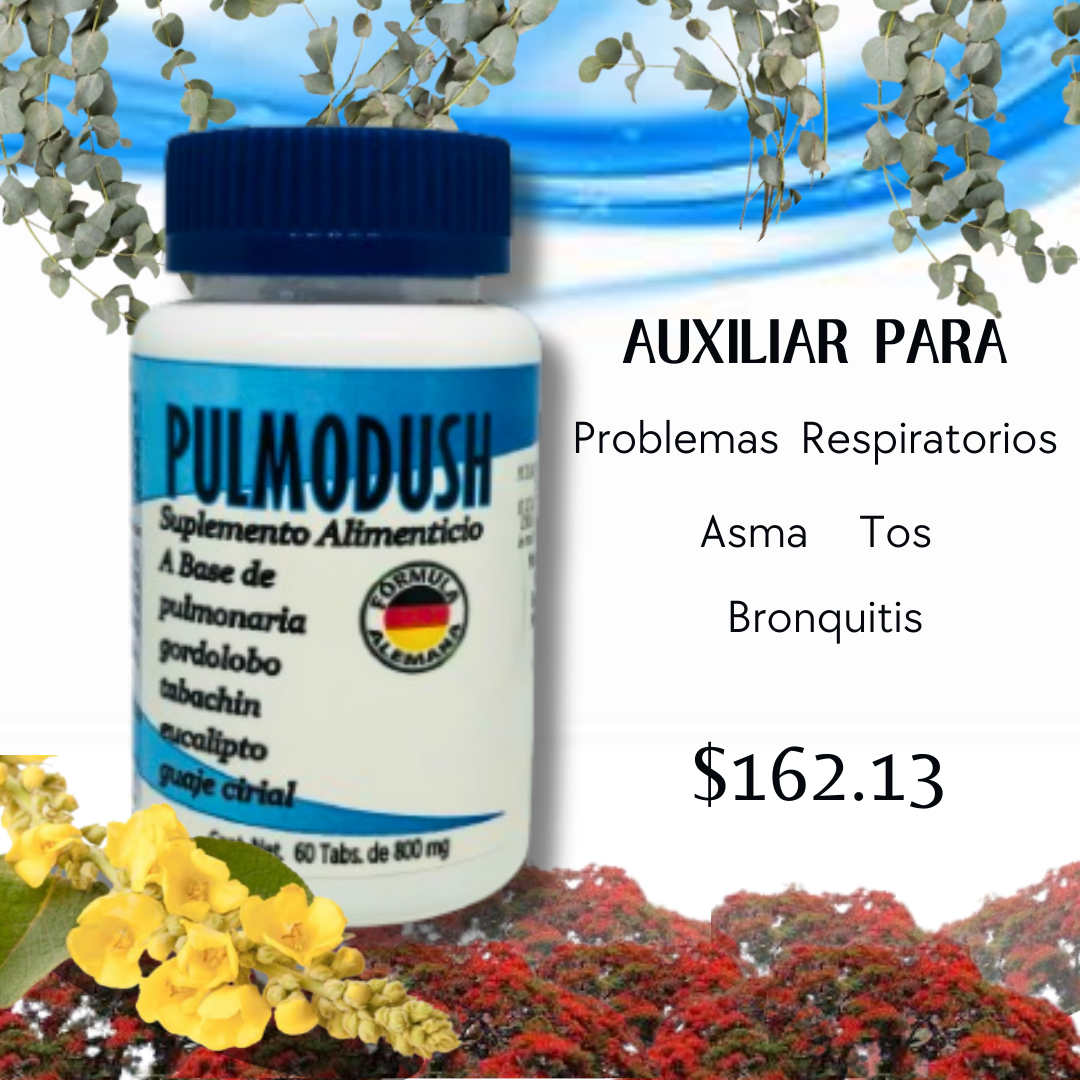 AUXILIAR PARA
Problemas Respiratorios
Asma Tos
Bronquitis
$162.13
PULMODUSH
Suplemento Alimenticio
A Base de
pulmonaria
gordolobo
tabachin
eucalipto
guaje cirial
FÓRMULA
ALEMANA
Cont. Net. 60 Tabs. de 800 mg